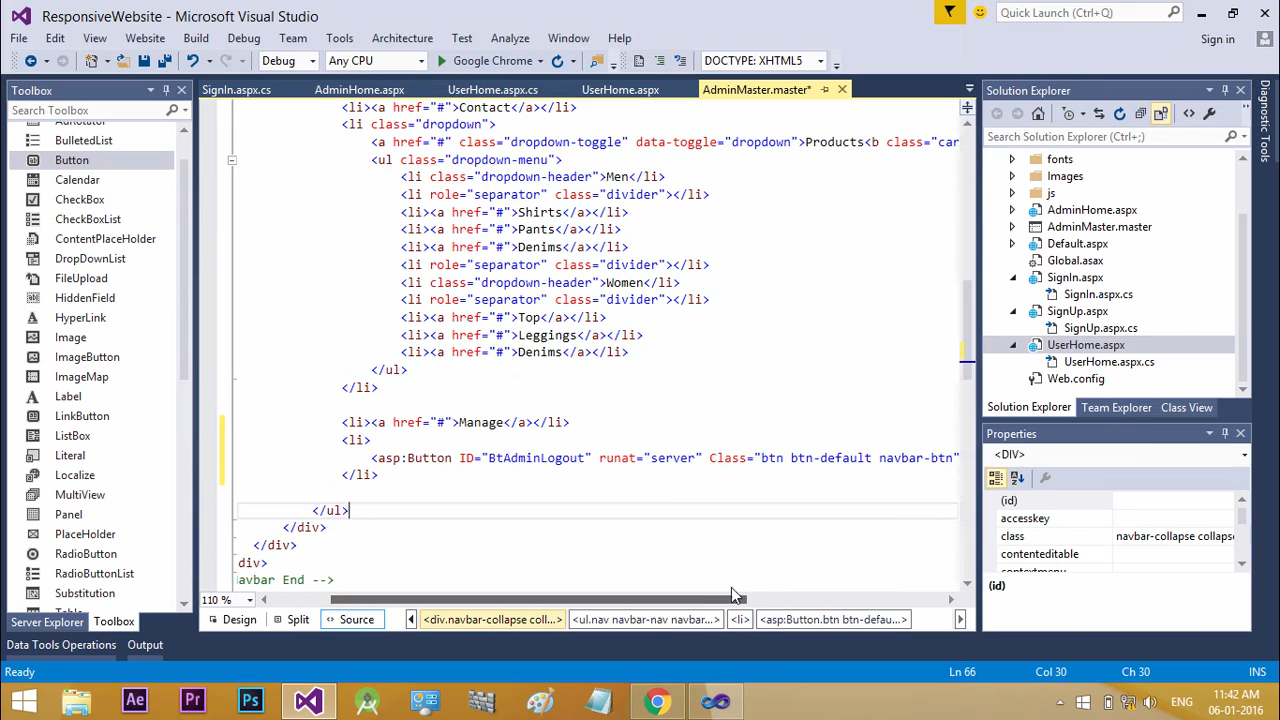 ResponsiveWebsite - Microsoft Visual Studio
Quick Launch (Ctrl+Q)
File Edit View Website Build Debug Team Tools Architecture Test Analyze Window Help
Sign in
Debug Any CPU Google Chrome DOCTYPE: XHTML5
Toolbox
Search Toolbox
BulletedList
Button
Calendar
CheckBox
CheckBoxList
ContentPlaceHolder
DropDownList
FileUpload
HiddenField
HyperLink
Image
ImageButton
ImageMap
Label
LinkButton
ListBox
Literal
Localize
MultiView
Panel
PlaceHolder
RadioButton
RadioButtonList
Substitution
Server Explorer Toolbox
Data Tools Operations Output
SignIn.aspx.cs AdminHome.aspx UserHome.aspx.cs UserHome.aspx AdminMaster.master*
<li><a href="#">Contact</a></li>
<li class="dropdown">
<a href="#" class="dropdown-toggle" data-toggle="dropdown">Products<b class="car
<ul class="dropdown-menu">
<li class="dropdown-header">Men</li>
<li role="separator" class="divider"></li>
<li><a href="#">Shirts</a></li>
<li><a href="#">Pants</a></li>
<li><a href="#">Denims</a></li>
<li role="separator" class="divider"></li>
<li class="dropdown-header">Women</li>
<li role="separator" class="divider"></li>
<li><a href="#">Top</a></li>
<li><a href="#">Leggings</a></li>
<li><a href="#">Denims</a></li>
</ul>
</li>
<li><a href="#">Manage</a></li>
<li>
<asp:Button ID="BtAdminLogout" runat="server" Class="btn btn-default navbar-btn"
</li>
</ul>
</div>
</div>
div>
avbar End -->
110 %
Design Split Source <div.navbar-collapse coll...> <ul.nav navbar-nav navbar...> <li> <asp:Button.btn btn-defau...>
Solution Explorer
Search Solution Explorer (Ctrl+;)
fonts
Images
js
AdminHome.aspx
AdminMaster.master
Default.aspx
Global.asax
SignIn.aspx
SignIn.aspx.cs
SignUp.aspx
SignUp.aspx.cs
UserHome.aspx
UserHome.aspx.cs
Web.config
Solution Explorer Team Explorer Class View
Properties
<DIV>
(id)
accesskey
class navbar-collapse collaps
contenteditable
(id)
Diagnostic Tools
Ready Ln 66 Col 30 Ch 30 INS
Ae Pr Ps
ENG
11:42 AM
06-01-2016